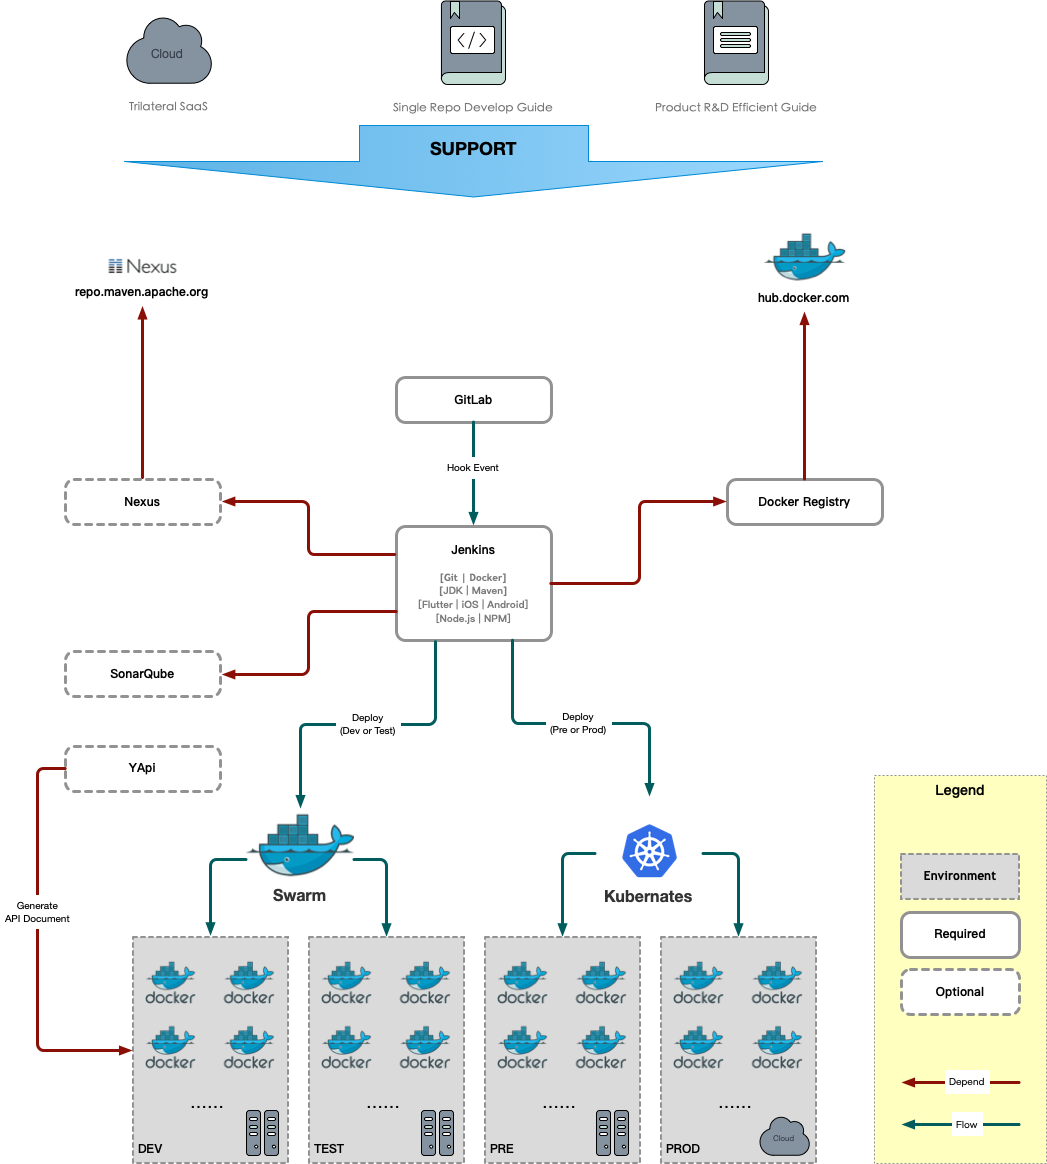 Cloud
Trilateral SaaS
Single Repo Develop Guide
Product R&D Efficient Guide
SUPPORT
Nexus
repo.maven.apache.org
hub.docker.com
GitLab
Hook Event
Nexus
Docker Registry
Jenkins
[Git | Docker]
[JDK | Maven]
[Flutter | iOS | Android]
[Node.js | NPM]
SonarQube
Deploy
(Dev or Test)
Deploy
(Pre or Prod)
YApi
Swarm
Kubernates
Generate
API Document
docker docker
docker docker
......
DEV
docker docker
docker docker
......
TEST
docker docker
docker docker
......
PRE
docker docker
docker docker
......
Cloud
PROD
Legend
Environment
Required
Optional
Depend
Flow